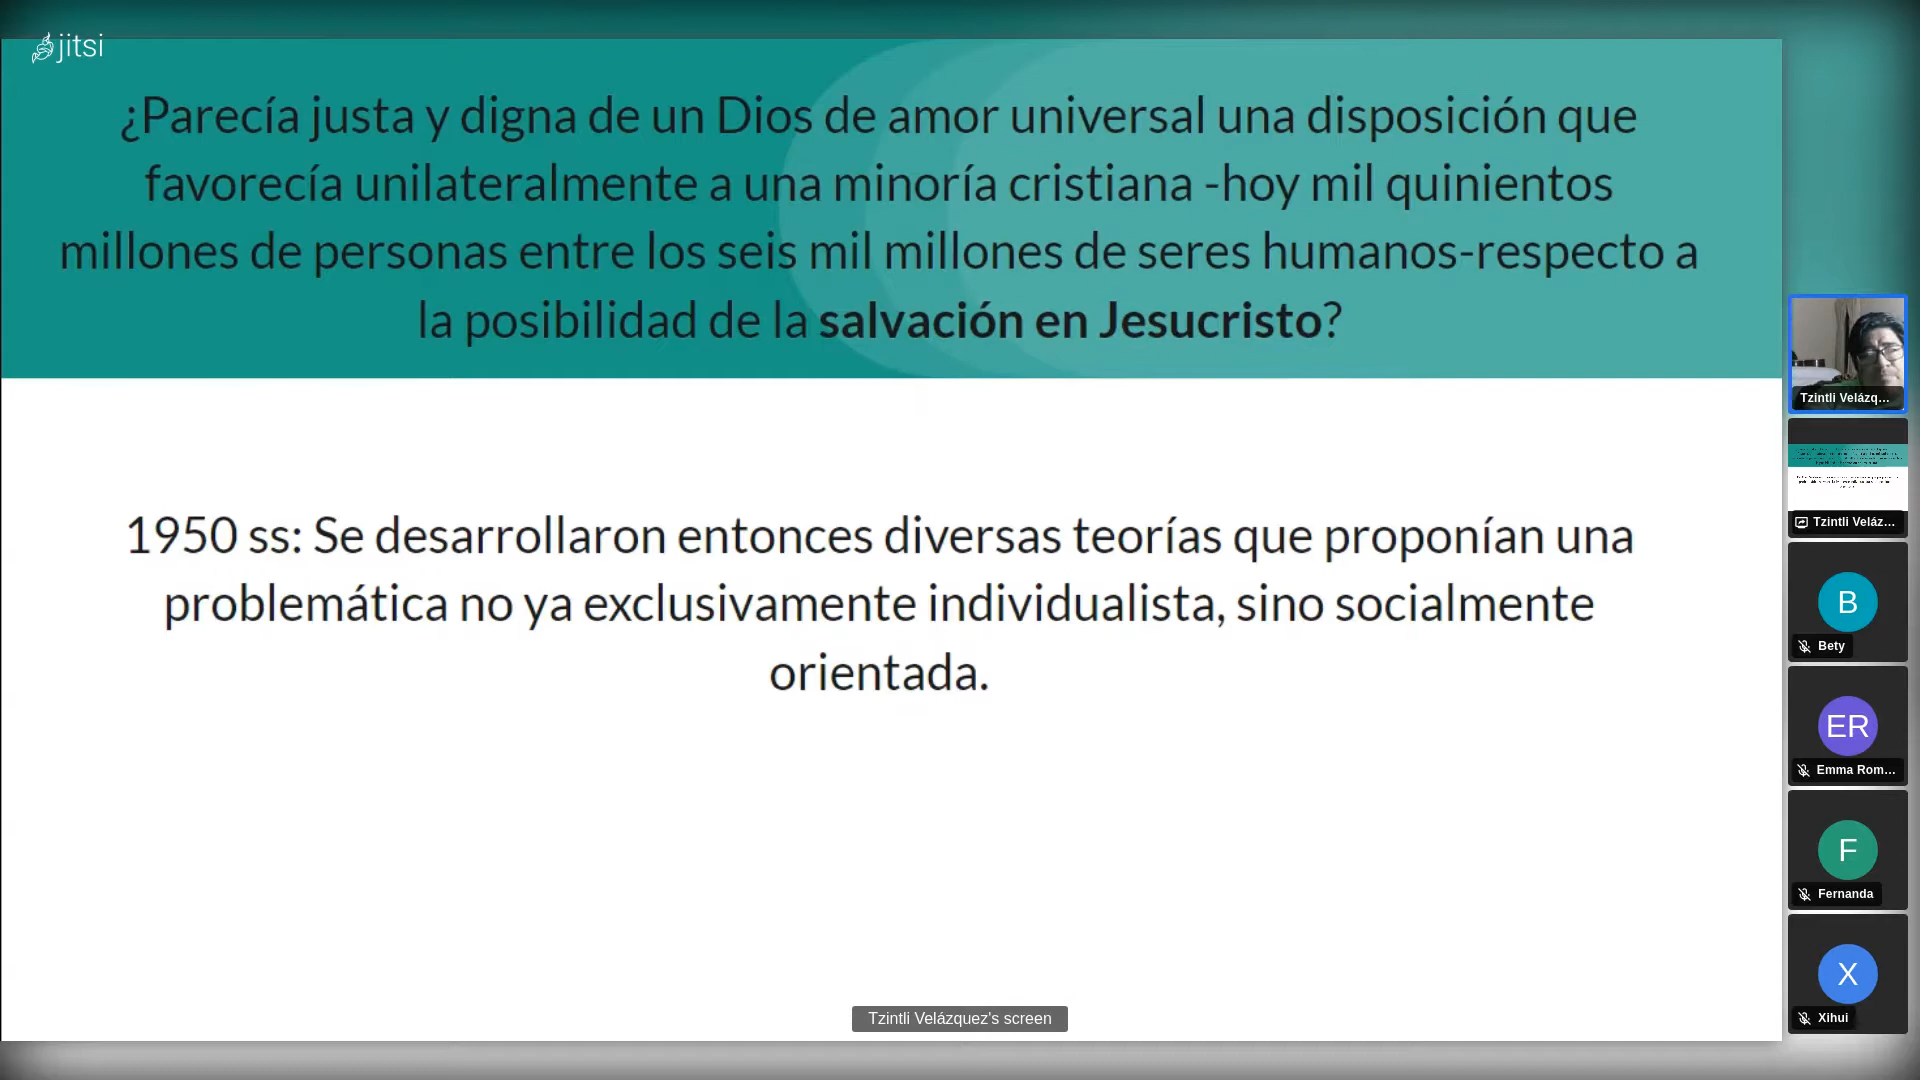 jitsi
¿Parecía justa y digna de un Dios de amor universal una disposición que
favorecía unilateralmente a una minoría cristiana -hoy mil quinientos
millones de personas entre los seis mil millones de seres humanos-respecto a
la posibilidad de la salvación en Jesucristo?
1950 ss: Se desarrollaron entonces diversas teorías que proponían una
problemática no ya exclusivamente individualista, sino socialmente
orientada.
Tzintli Velázquez's screen
Tzintli Velázq...
Tzintli Veláz...
B
Bety
ER
Emma Rom...
F
Fernanda
X
Xihui